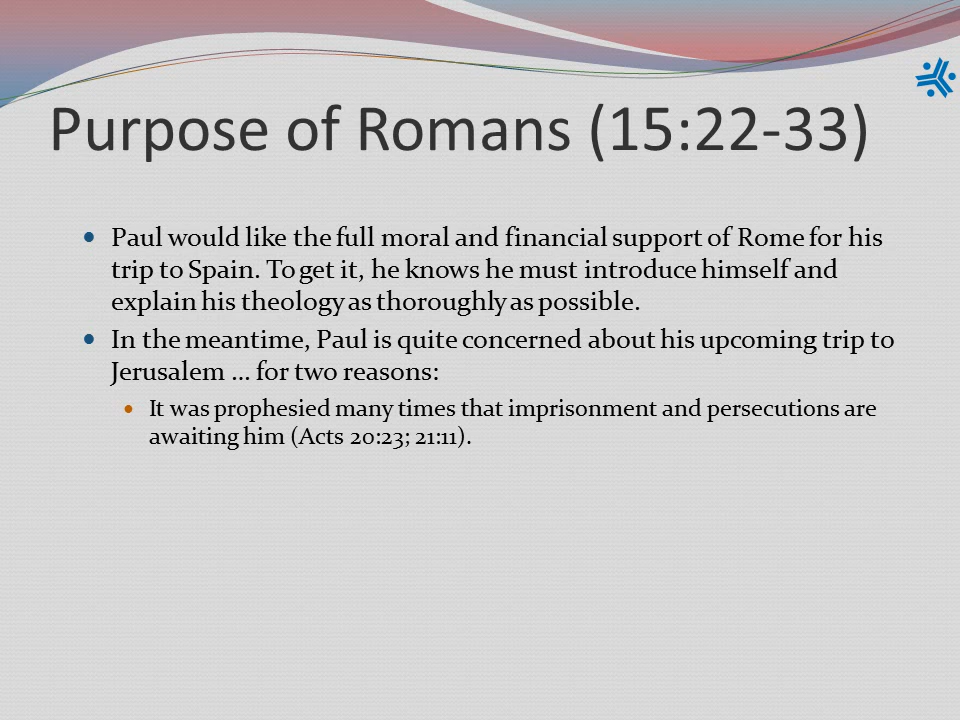 Purpose of Romans (15:22-33)
Paul would like the full moral and financial support of Rome for his
trip to Spain. To get it, he knows he must introduce himself and
explain his theology as thoroughly as possible.
In the meantime, Paul is quite concerned about his upcoming trip to
Jerusalem … for two reasons:
It was prophesied many times that imprisonment and persecutions are
awaiting him (Acts 20:23; 21:11).